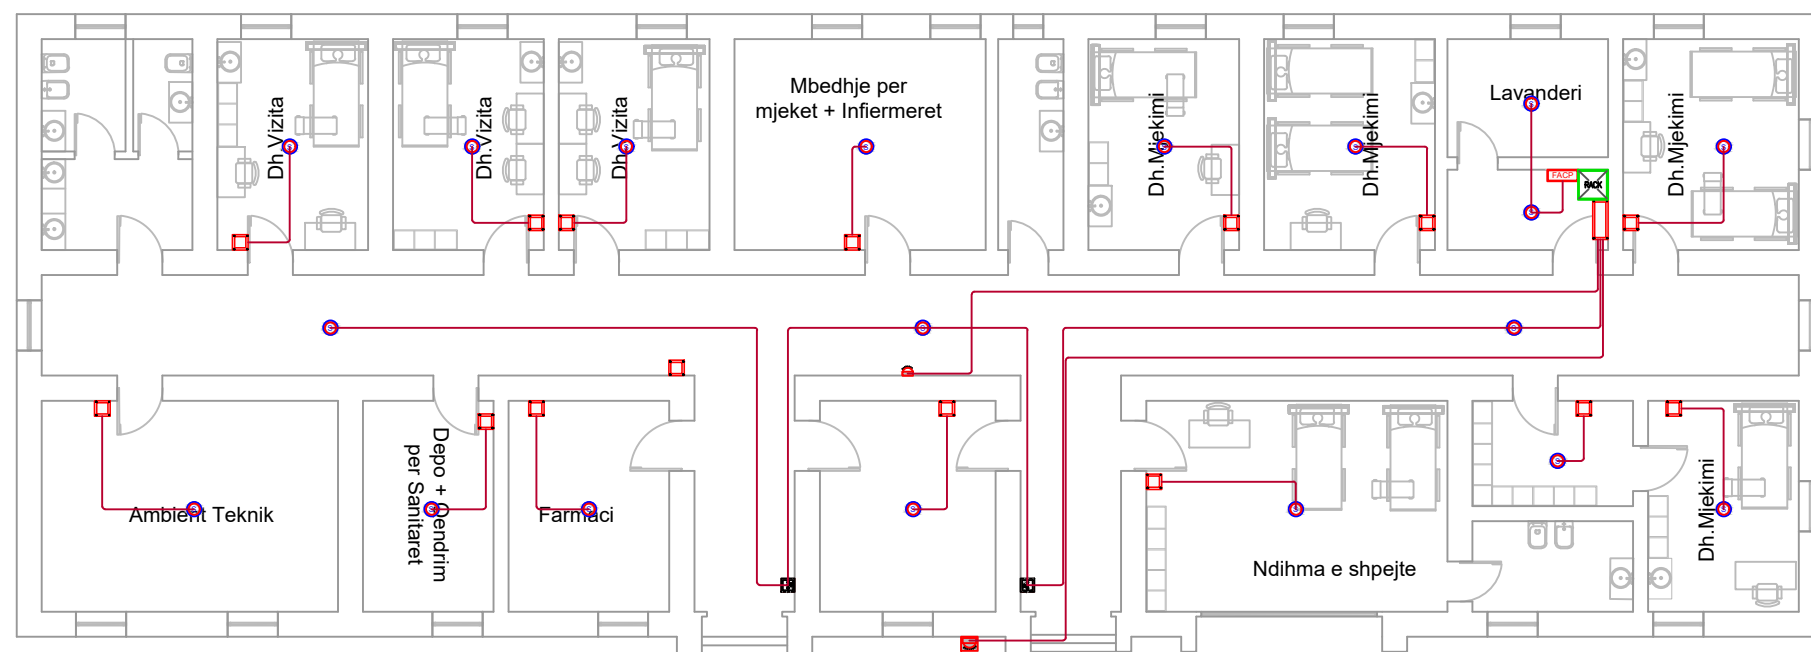 Dh.Vizita
Dh.Vizita
Dh.Vizita
Mbedhje per
mjeket + Infiermeret
Dh.Mjekimi
Dh.Mjekimi
Lavanderi
FACP
RACK
Dh.Mjekimi
Ambient Teknik
Depo + Dendrim
per Sanitaret
Farmaci
Ndihma e shpejte
Dh.Mjekimi